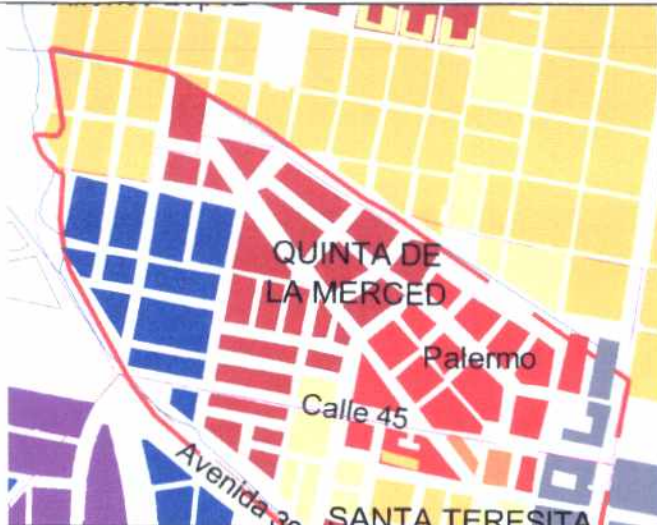 QUINTA DE
LA MERCED
Palermo
Calle 45
Avenida
SANTA TERESITA